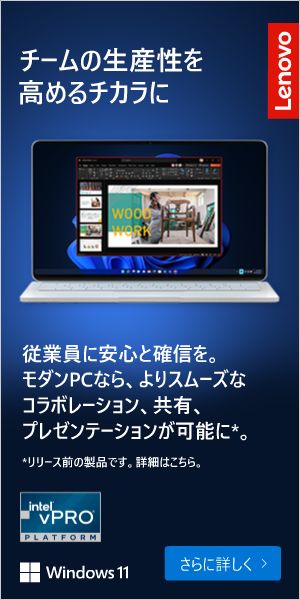 Lenovo
チームの生産性を
高めるチカラに
WOOD
WORK
従業員に安心と確信を。
モダンPCなら、よりスムーズな
コラボレーション、共有、
プレゼンテーションが可能に*。
*リリース前の製品です。詳細はこちら。
intel
vPRO
PLATFORM
Windows 11
さらに詳しく